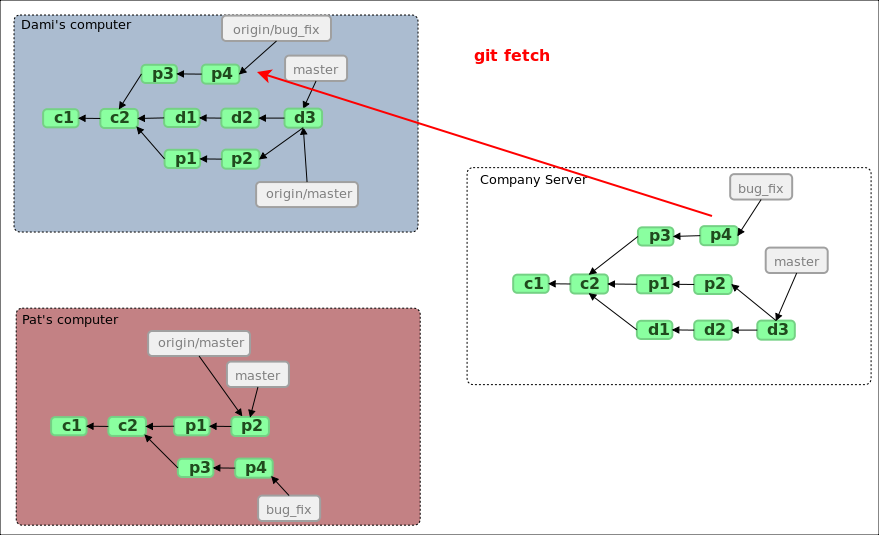 Dami's computer
origin/bug_fix
git fetch
master
p3 p4
c1 c2 d1 d2 d3
p1 p2
origin/master
Company Server
bug_fix
p3 p4
master
c1 c2 p1 p2
d1 d2 d3
Pat's computer
origin/master
master
c1 c2 p1 p2
p3 p4
bug_fix